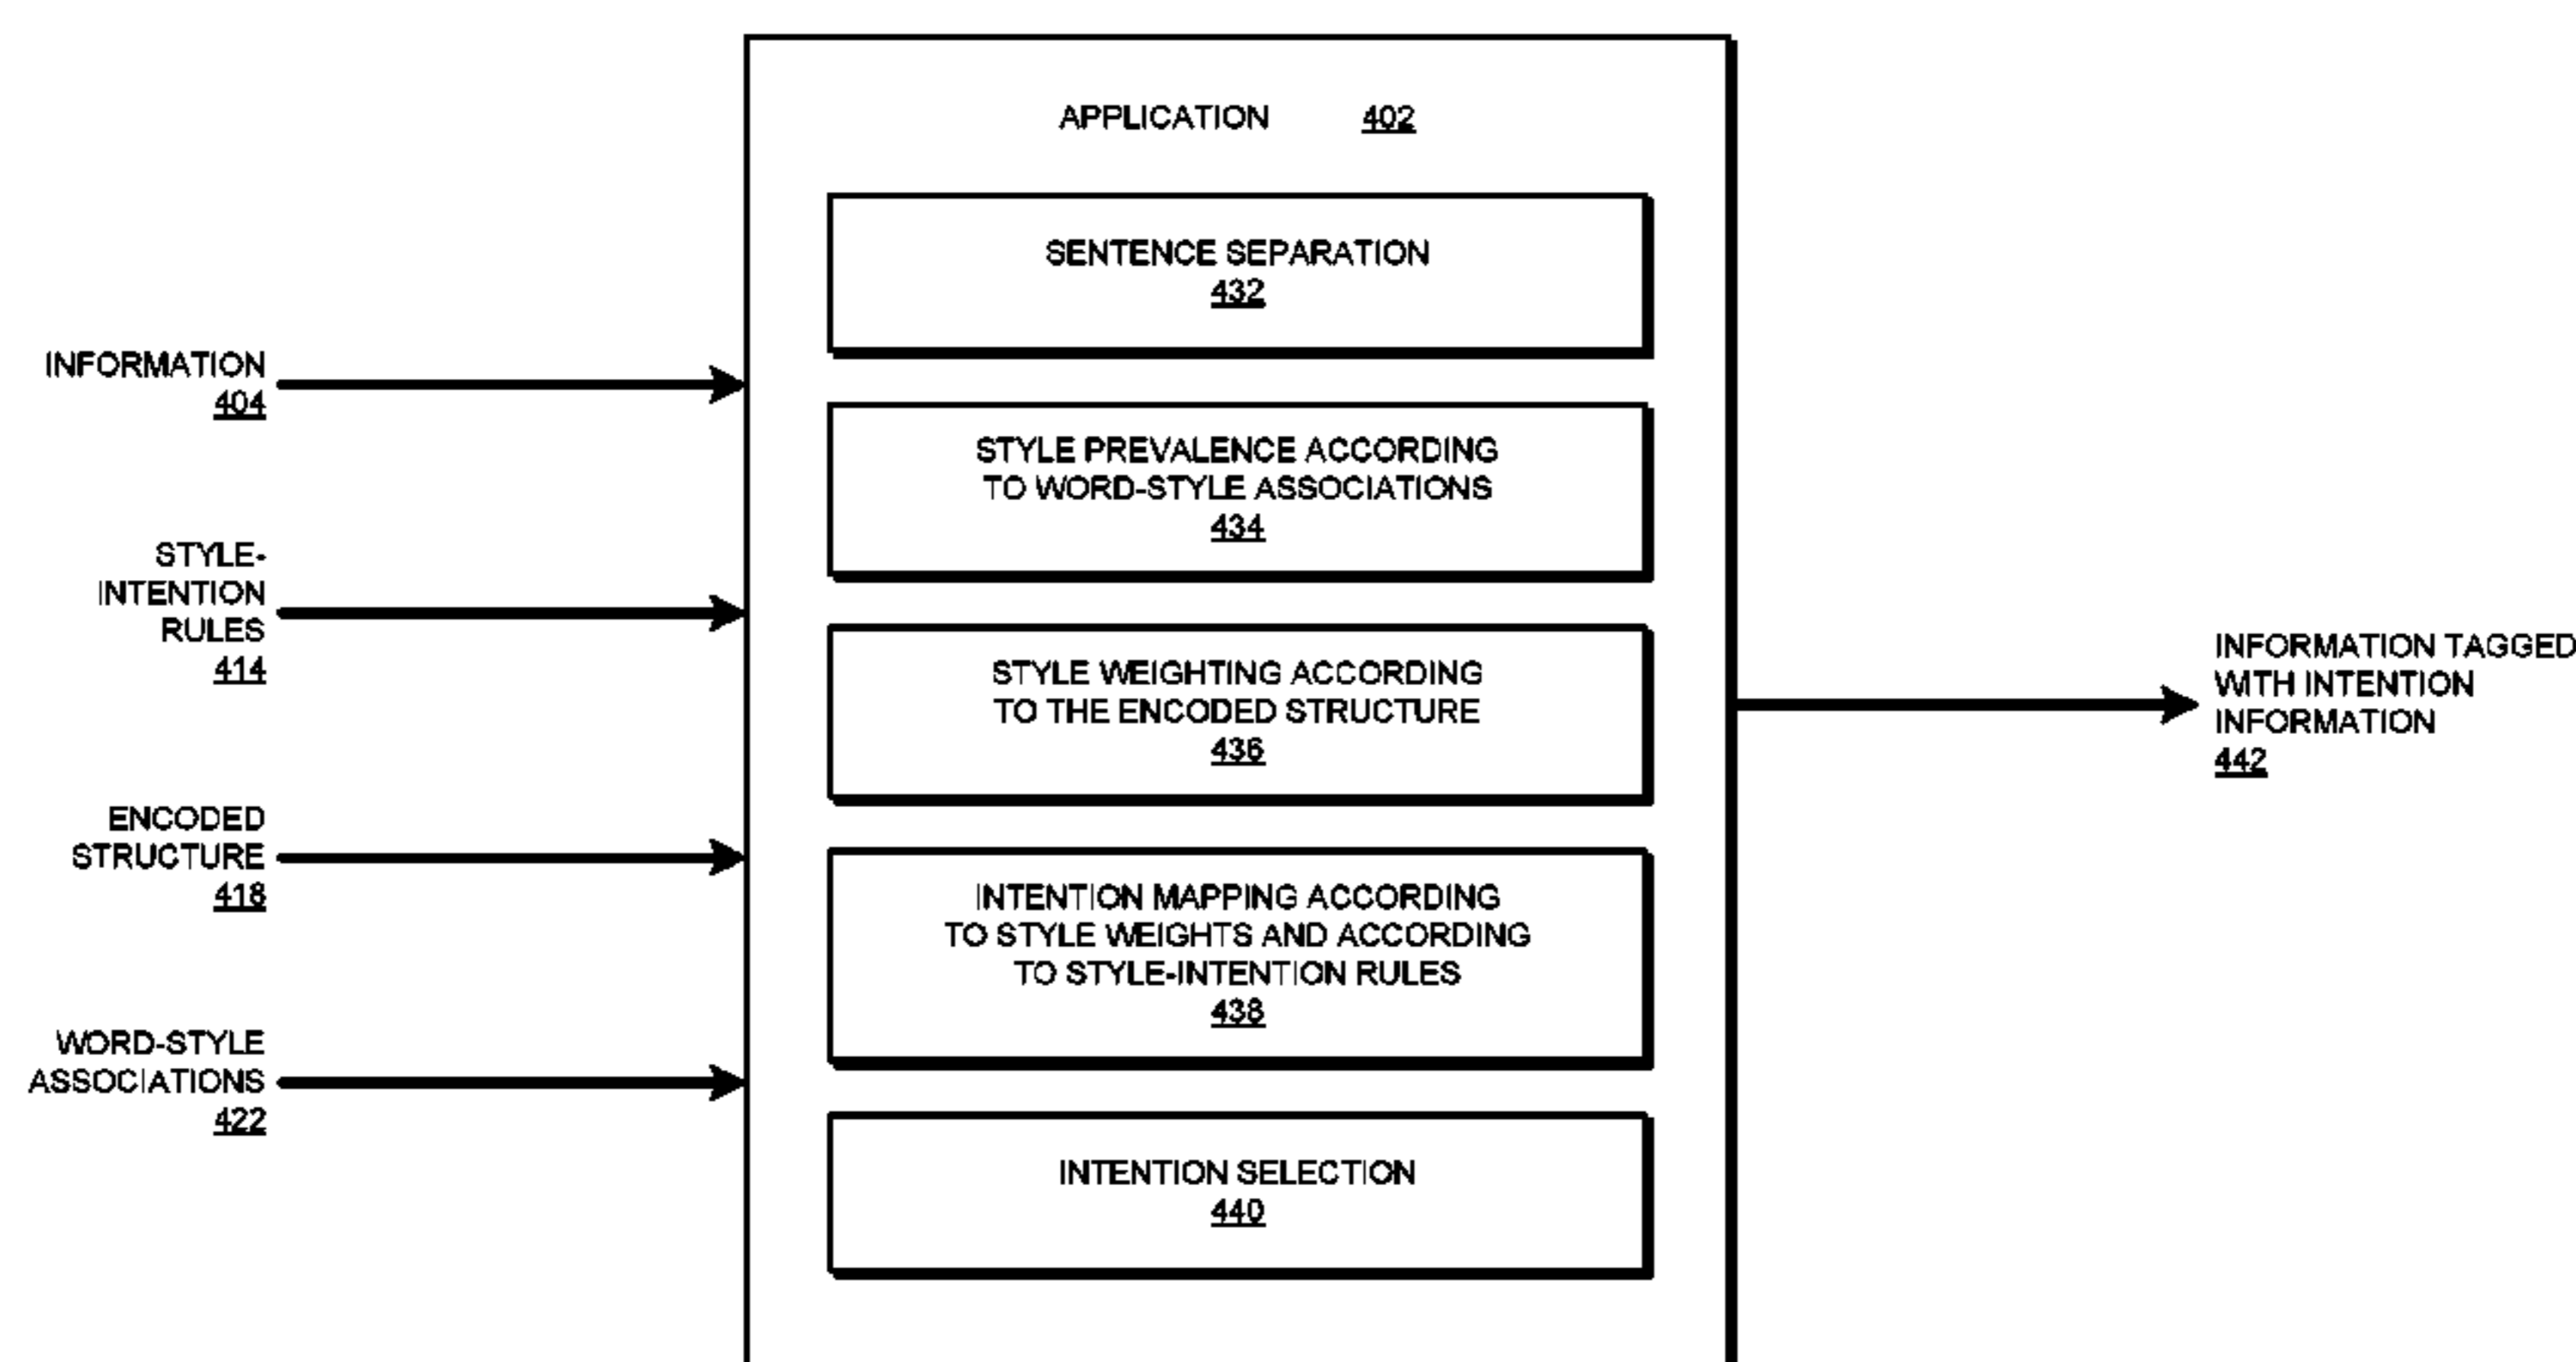 APPLICATION 402
SENTENCE SEPARATION
432
STYLE PREVALENCE ACCORDING
TO WORD-STYLE ASSOCIATIONS
434
STYLE WEIGHTING ACCORDING
TO THE ENCODED STRUCTURE
436
INTENTION MAPPING ACCORDING
TO STYLE WEIGHTS AND ACCORDING
TO STYLE-INTENTION RULES
438
INTENTION SELECTION
440
INFORMATION
404
STYLE-
INTENTION
RULES
414
ENCODED
STRUCTURE
418
WORD-STYLE
ASSOCIATIONS
422
INFORMATION TAGGED
WITH INTENTION
INFORMATION
442